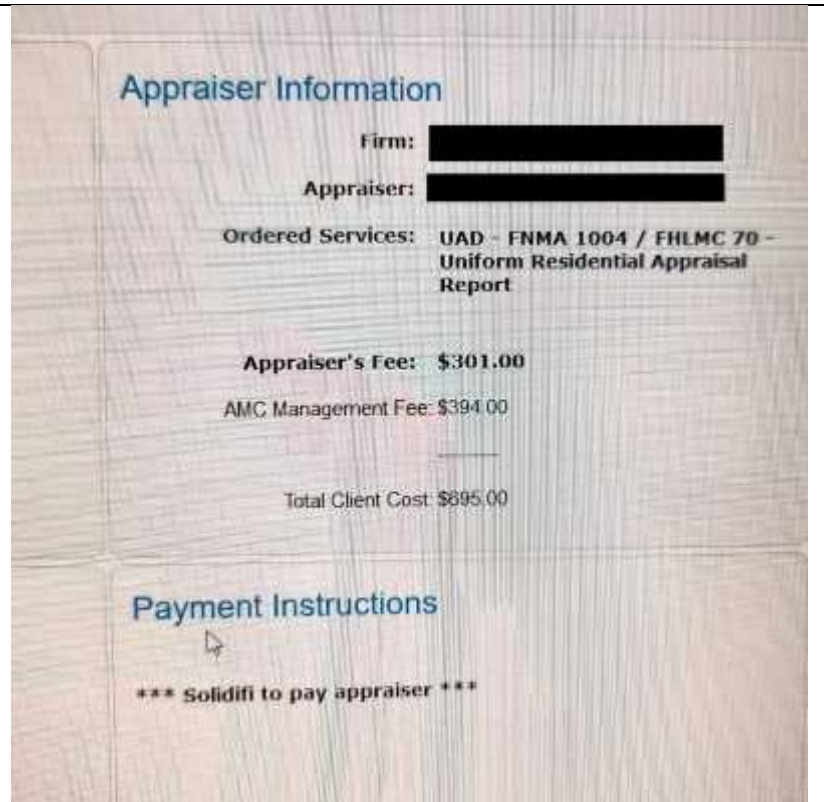 Appraiser Information
Firm:
Appraiser:
Ordered Services: UAD - FNMA 1004 / FHLMC 70 -
Uniform Residential Appraisal
Report
Appraiser's Fee: $301.00
AMC Management Fee: $394.00
Total Client Cost: $695.00
Payment Instructions
*** Solidifi to pay appraiser ***